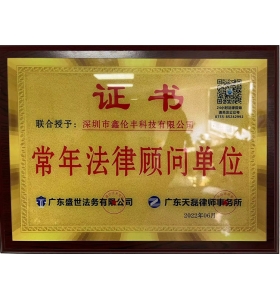 证书
联合授予：深圳市鑫伦丰科技有限公司
常年法律顾问单位
广东盛世法务有限公司
广东天磊律师事务所
2022年06月